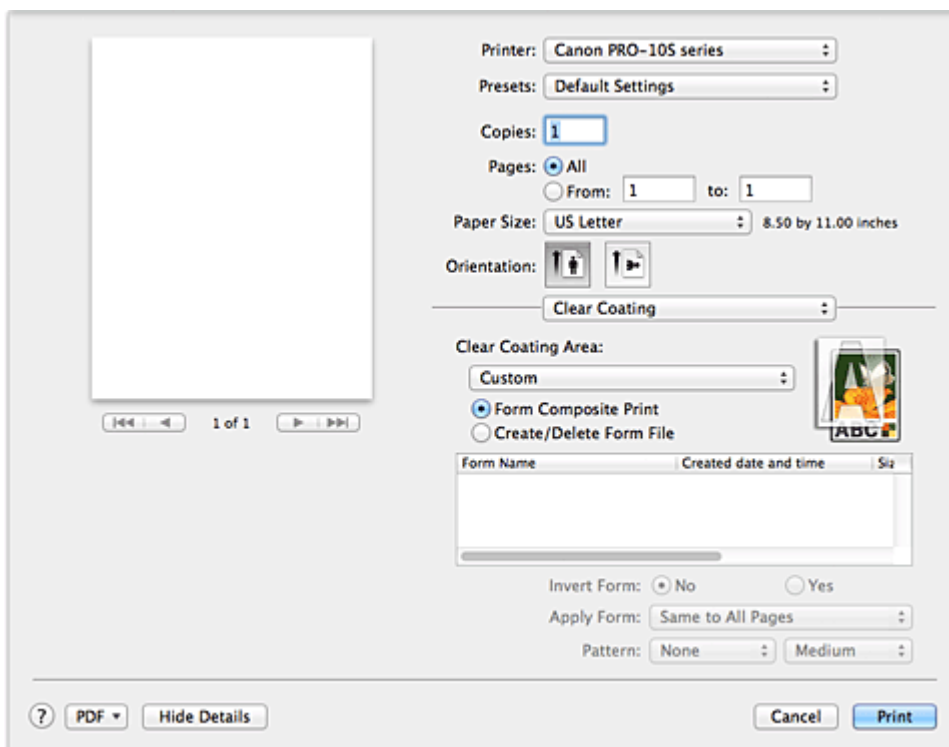 Printer: Canon PRO-10S series
Presets: Default Settings
Copies: 1
Pages: All
From: 1 to: 1
Paper Size: US Letter 8.50 by 11.00 inches
Orientation:
Clear Coating
Clear Coating Area:
Custom
Form Composite Print
Create/Delete Form File
ABC
Form Name Created date and time Siz
1 of 1
Invert Form: No Yes
Apply Form: Same to All Pages
Pattern: None Medium
? PDF Hide Details Cancel Print